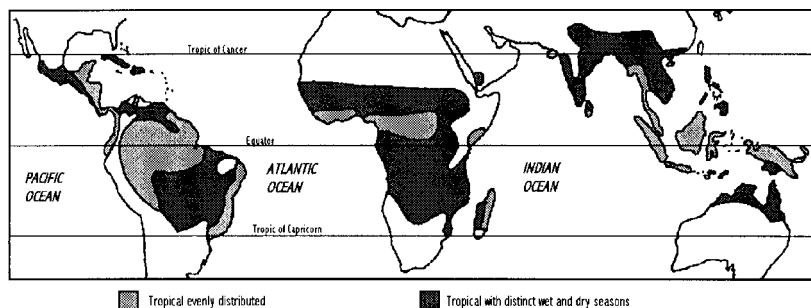 Tropic of Cancer
Equator
PACIFIC
OCEAN
ATLANTIC
OCEAN
INDIAN
OCEAN
Tropic of Capricorn
Tropical evenly distributed
Tropical with distinct wet and dry seasons